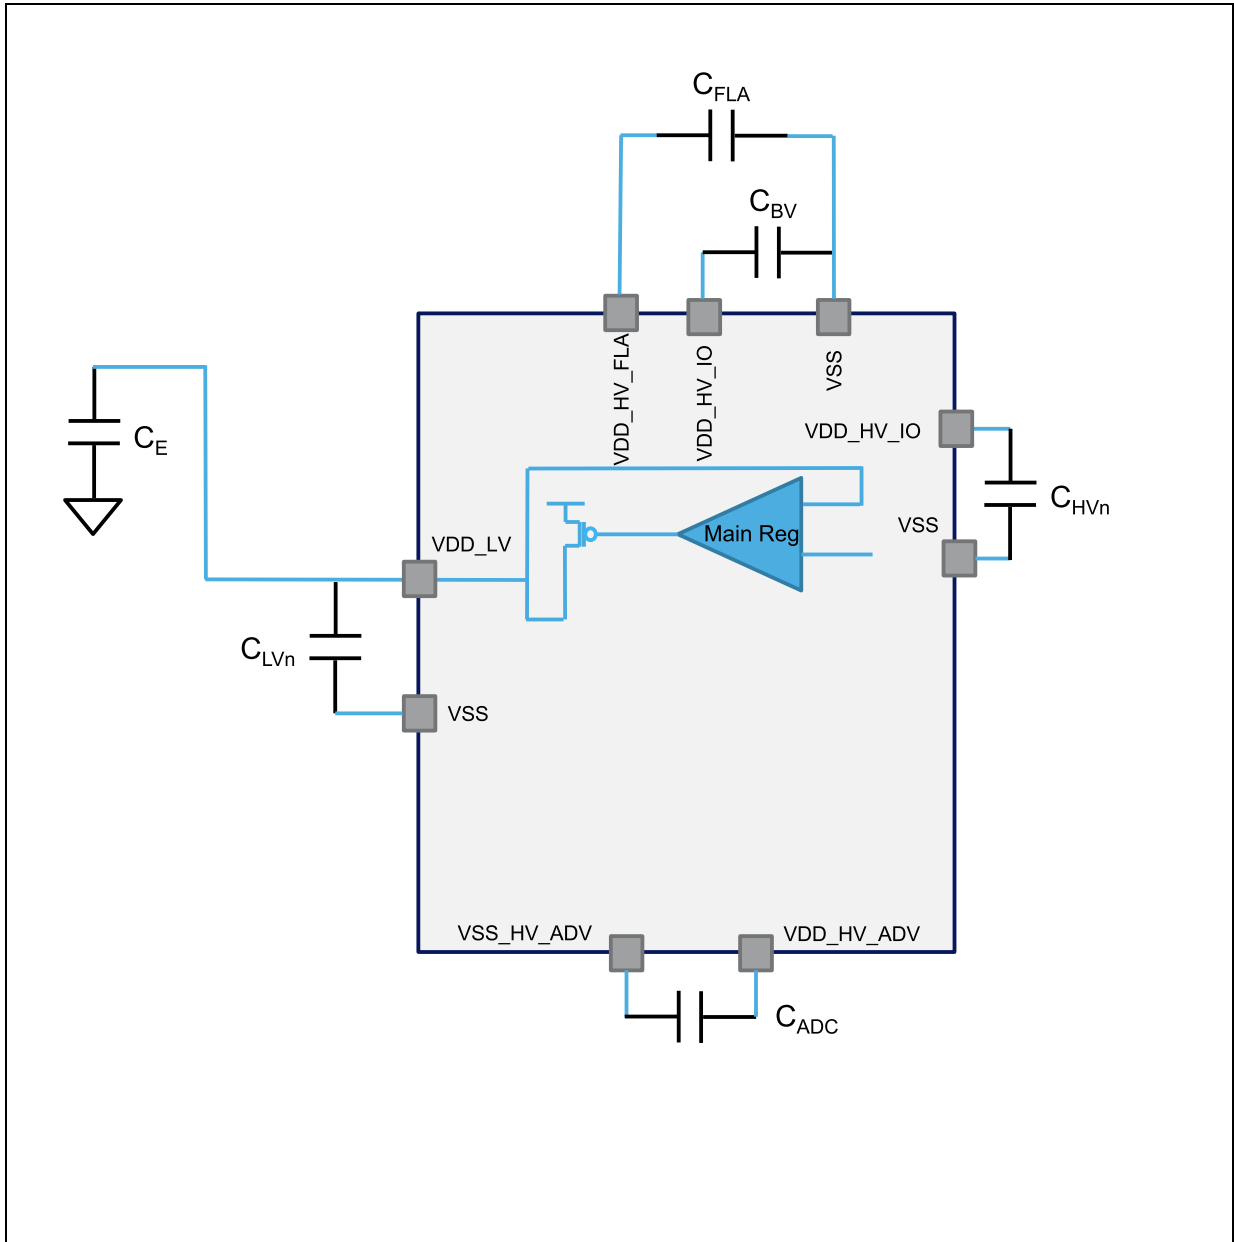 CFLA
CBV
VDD_HV_FLA
VDD_HV_IO
VSS
VDD_HV_IO
CE
CHVn
VSS
Main Reg
VDD_LV
CLVn
VSS
VSS_HV_ADV
VDD_HV_ADV
CADC